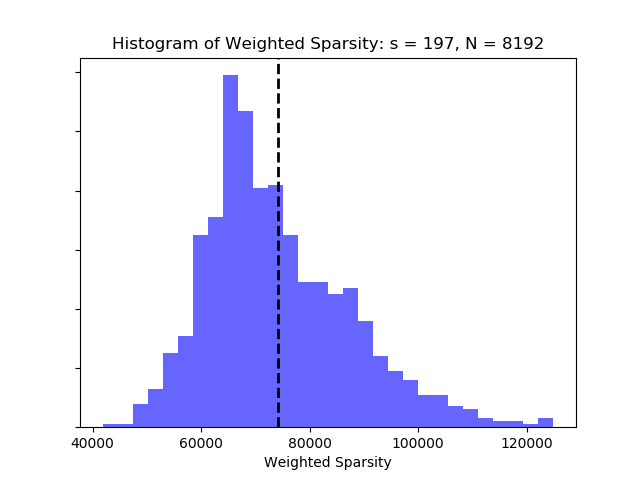 Histogram of Weighted Sparsity: s = 197, N = 8192
40000 60000 80000 100000 120000
Weighted Sparsity